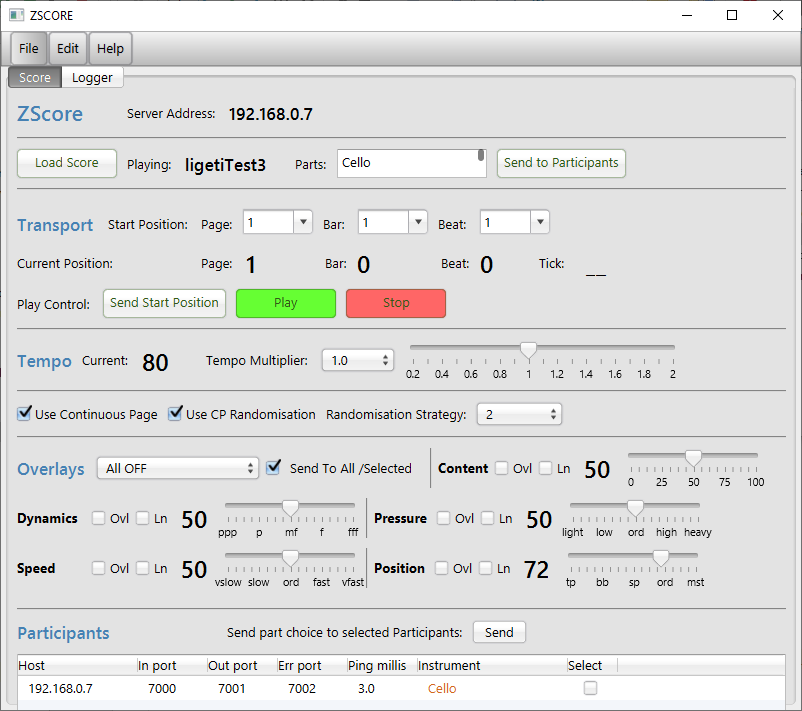 ZSCORE
File Edit Help
Score Logger
ZScore Server Address: 192.168.0.7
Load Score Playing: ligetiTest3 Parts: Cello Send to Participants
Transport Start Position: Page: 1 Bar: 1 Beat: 1
Current Position: Page: 1 Bar: 0 Beat: 0 Tick: __
Play Control: Send Start Position Play Stop
Tempo Current: 80 Tempo Multiplier: 1.0
0.2 0.4 0.6 0.8 1 1.2 1.4 1.6 1.8 2
Use Continuous Page Use CP Randomisation Randomisation Strategy: 2
Overlays All OFF Send To All /Selected Content Ovl Ln 50
0 25 50 75 100
Dynamics Ovl Ln 50 Pressure Ovl Ln 50
ppp p mf f fff light low ord high heavy
Speed Ovl Ln 50 Position Ovl Ln 72
vslow slow ord fast vfast tp bb sp ord mst
Participants Send part choice to selected Participants: Send
Host In port Out port Err port Ping millis Instrument Select
192.168.0.7 7000 7001 7002 3.0 Cello